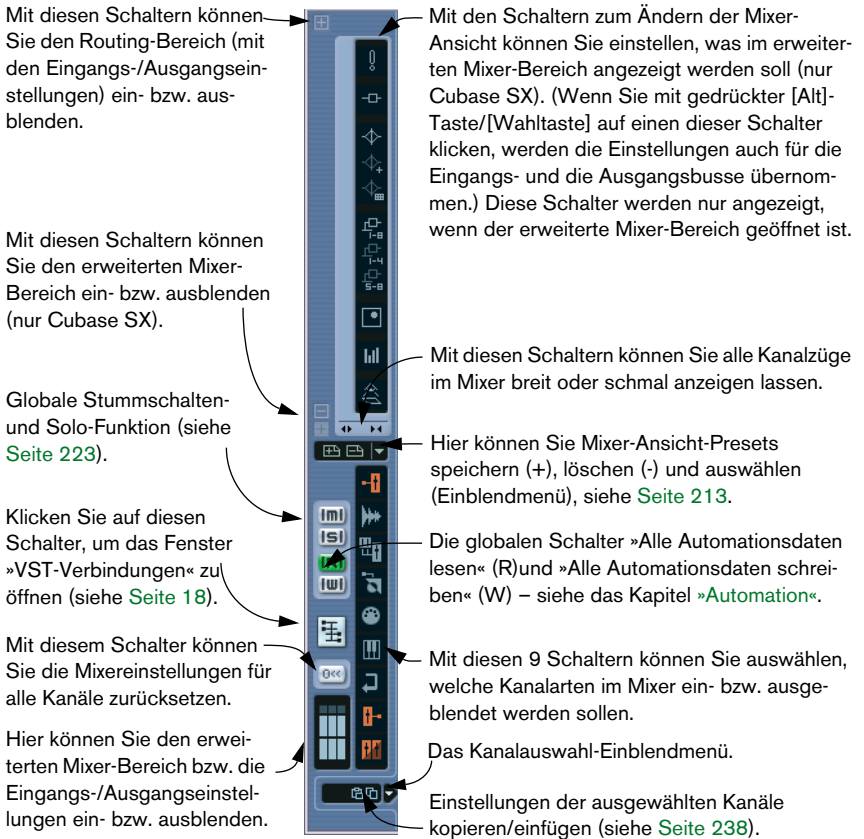 Mit diesen Schaltern können
Sie den Routing-Bereich (mit
den Eingangs-/Ausgangsein-
stellungen) ein- bzw. aus-
blenden.
Mit diesen Schaltern können
Sie den erweiterten Mixer-
Bereich ein- bzw. ausblenden
(nur Cubase SX).
Globale Stummschalten-
und Solo-Funktion (siehe
Seite 223).
Klicken Sie auf diesen
Schalter, um das Fenster
»VST-Verbindungen« zu
öffnen (siehe Seite 18).
Mit diesem Schalter können
Sie die Mixereinstellungen für
alle Kanäle zurücksetzen.
Hier können Sie den erwei-
terten Mixer-Bereich bzw. die
Eingangs-/Ausgangseinstel-
lungen ein- bzw. ausblenden.
1-8
1-4
5-8
m
s
R
w
0<<
Mit den Schaltern zum Ändern der Mixer-
Ansicht können Sie einstellen, was im erweiter-
ten Mixer-Bereich angezeigt werden soll (nur
Cubase SX). (Wenn Sie mit gedrückter [Alt]-
Taste/[Wahltaste] auf einen dieser Schalter
klicken, werden die Einstellungen auch für die
Eingangs- und die Ausgangsbusse übernom-
men.) Diese Schalter werden nur angezeigt,
wenn der erweiterte Mixer-Bereich geöffnet ist.
Mit diesen Schaltern können Sie alle Kanalzüge
im Mixer breit oder schmal anzeigen lassen.
Hier können Sie Mixer-Ansicht-Presets
speichern (+), löschen (-) und auswählen
(Einblendmenü), siehe Seite 213.
Die globalen Schalter »Alle Automationsdaten
lesen« (R)und »Alle Automationsdaten schrei-
ben« (W) – siehe das Kapitel »Automation«.
Mit diesen 9 Schaltern können Sie auswählen,
welche Kanalarten im Mixer ein- bzw. ausge-
blendet werden sollen.
Das Kanalauswahl-Einblendmenü.
Einstellungen der ausgewählten Kanäle
kopieren/einfügen (siehe Seite 238).